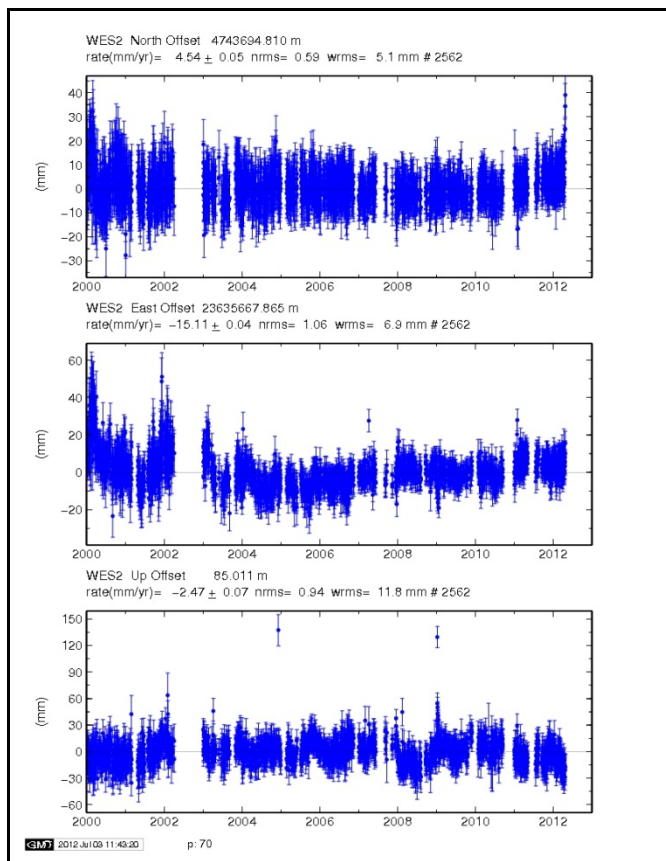 WES2 North Offset 4743694.810 m
rate(mm/yr)= 4.54 ± 0.05 nrms= 0.59 wrms= 5.1 mm # 2562
40
30
20
10
0
-10
-20
-30
(mm)
2000 2002 2004 2006 2008 2010 2012
WES2 East Offset 23635667.865 m
rate(mm/yr)= -15.11 ± 0.04 nrms= 1.06 wrms= 6.9 mm # 2562
60
40
20
0
-20
(mm)
2000 2002 2004 2006 2008 2010 2012
WES2 Up Offset 85.011 m
rate(mm/yr)= -2.47 ± 0.07 nrms= 0.94 wrms= 11.8 mm # 2562
150
120
90
60
30
0
-30
-60
(mm)
2000 2002 2004 2006 2008 2010 2012
GMT 2012 Jul 03 11:43:20 p: 70